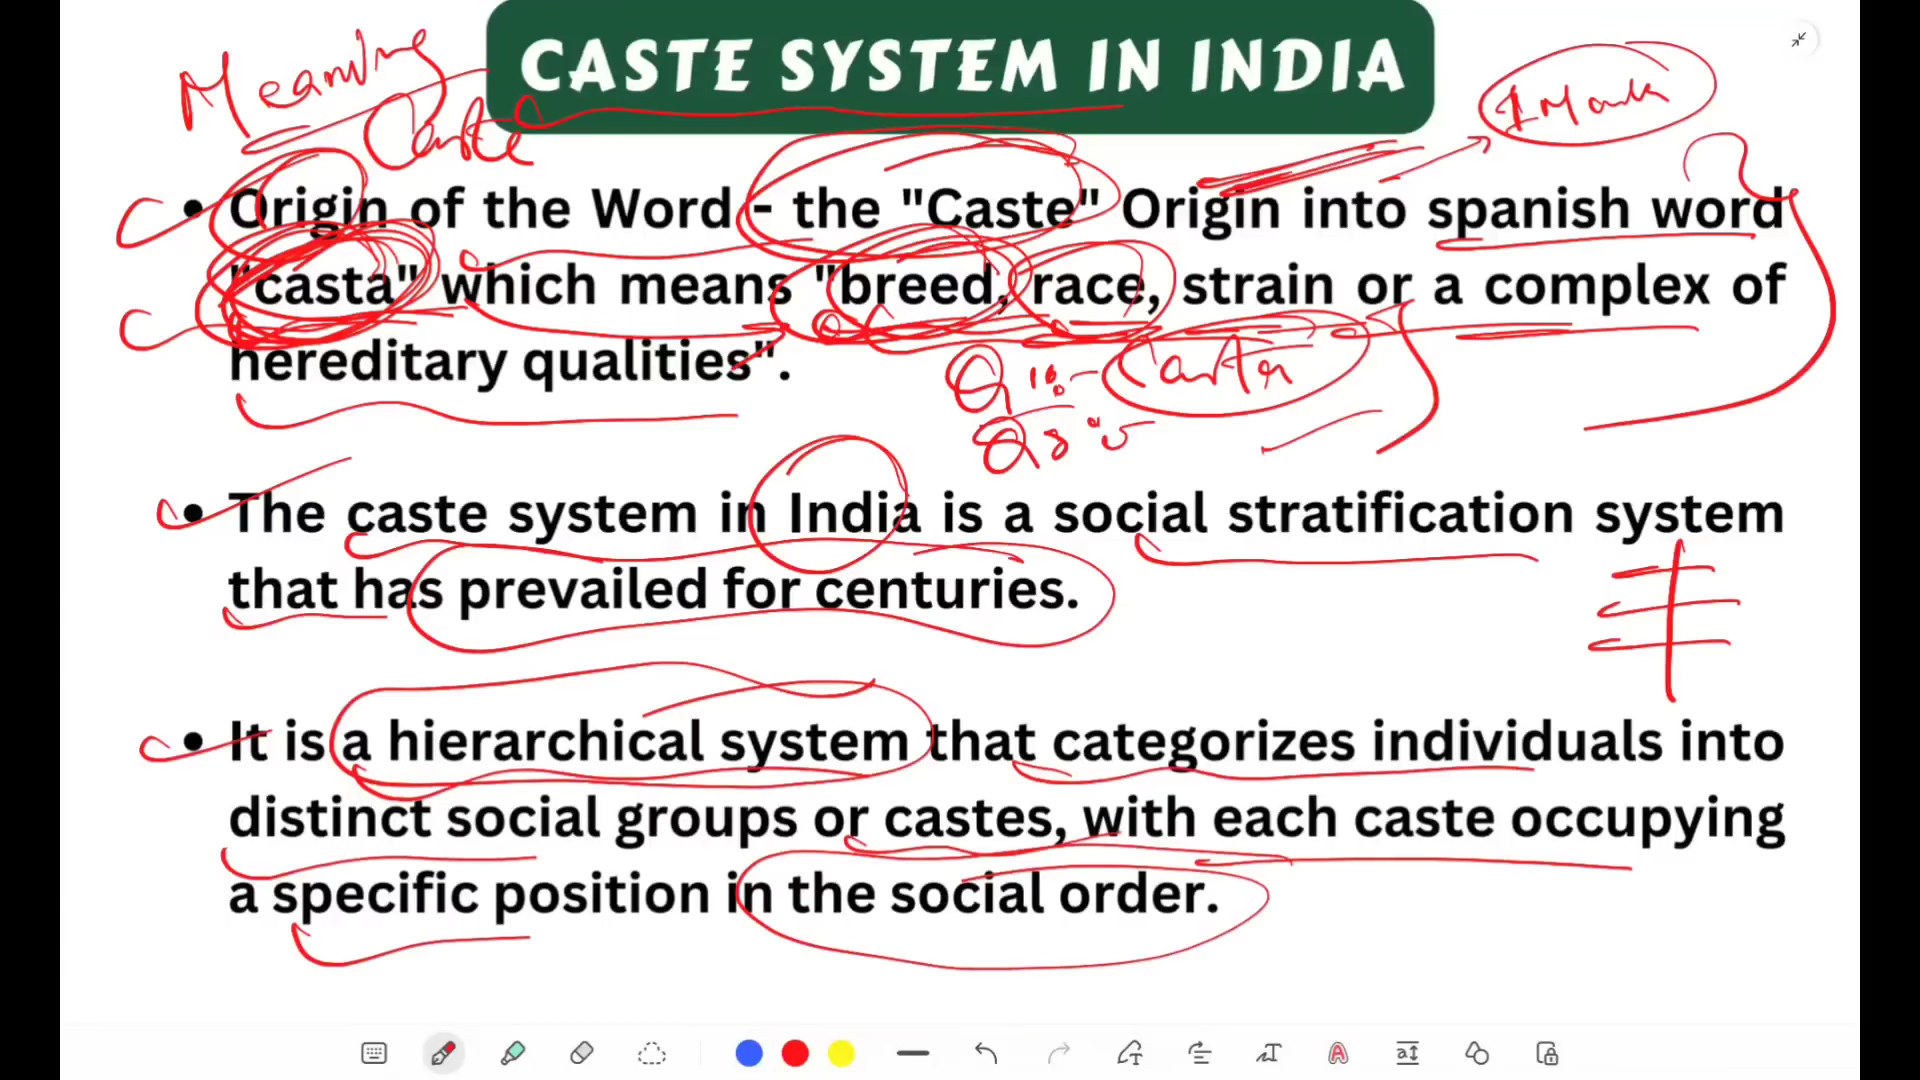 CASTE SYSTEM IN INDIA
Meaning
Caste
1 Mark
• Origin of the Word - the "Caste" Origin into spanish word
"casta" which means "breed, race, strain or a complex of
hereditary qualities".
• The caste system in India is a social stratification system
that has prevailed for centuries.
• It is a hierarchical system that categorizes individuals into
distinct social groups or castes, with each caste occupying
a specific position in the social order.